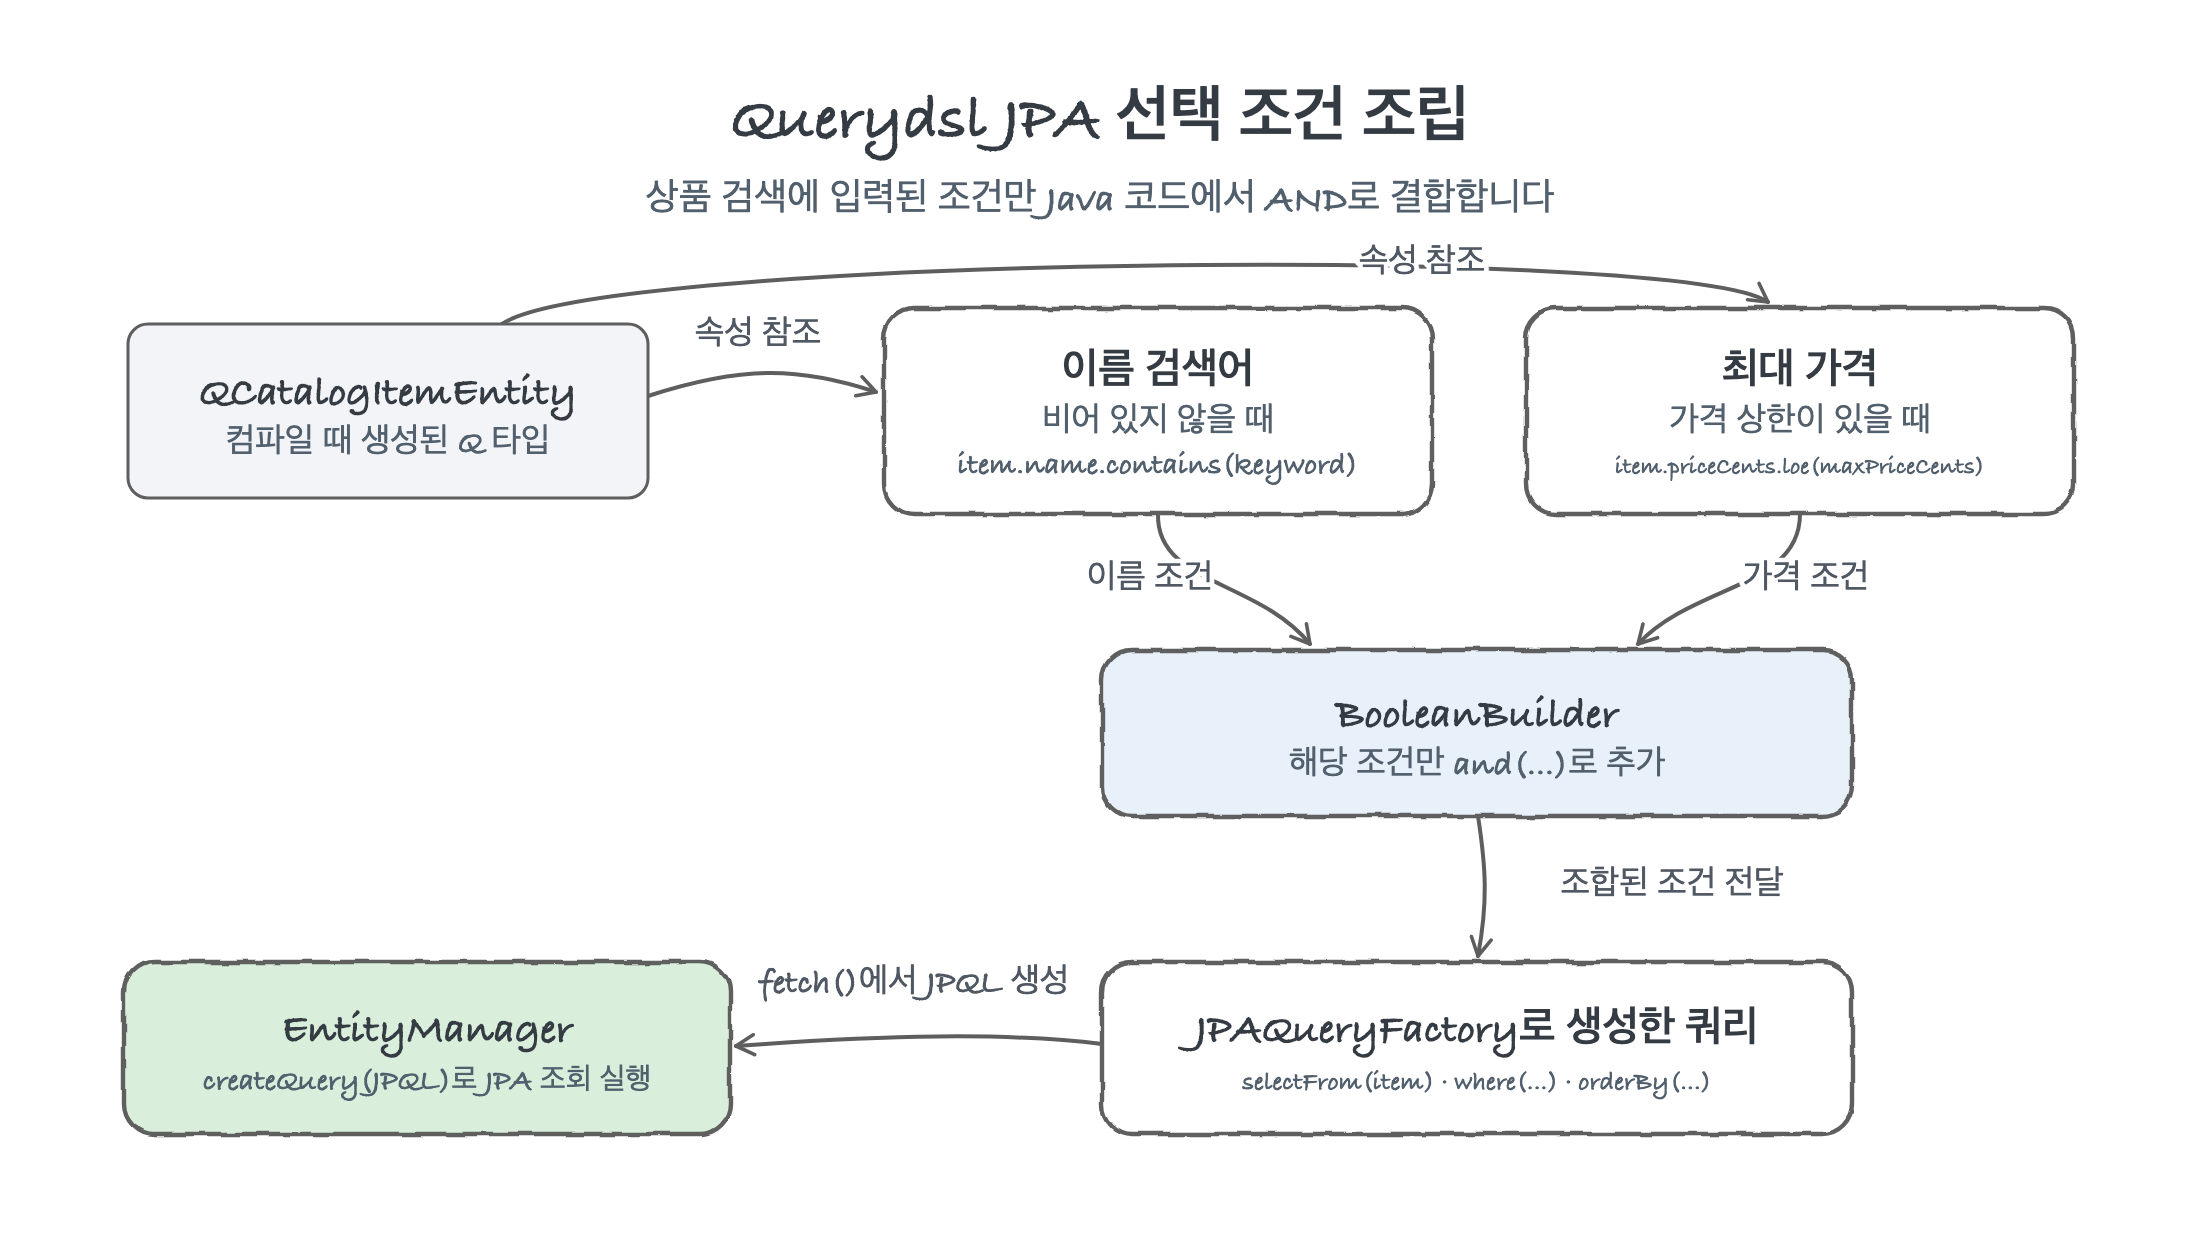 Querydsl JPA 선택 조건 조립
상품 검색에 입력된 조건만 Java 코드에서 AND로 결합합니다
속성 참조
속성 참조
QCatalogItemEntity
컴파일 때 생성된 Q 타입
이름 검색어
비어 있지 않을 때
item.name.contains(keyword)
최대 가격
가격 상한이 있을 때
item.priceCents.loe(maxPriceCents)
이름 조건
가격 조건
BooleanBuilder
해당 조건만 and(...)로 추가
조합된 조건 전달
fetch()에서 JPQL 생성
EntityManager
createQuery(JPQL)로 JPA 조회 실행
JPAQueryFactory로 생성한 쿼리
selectFrom(item) · where(...) · orderBy(...)